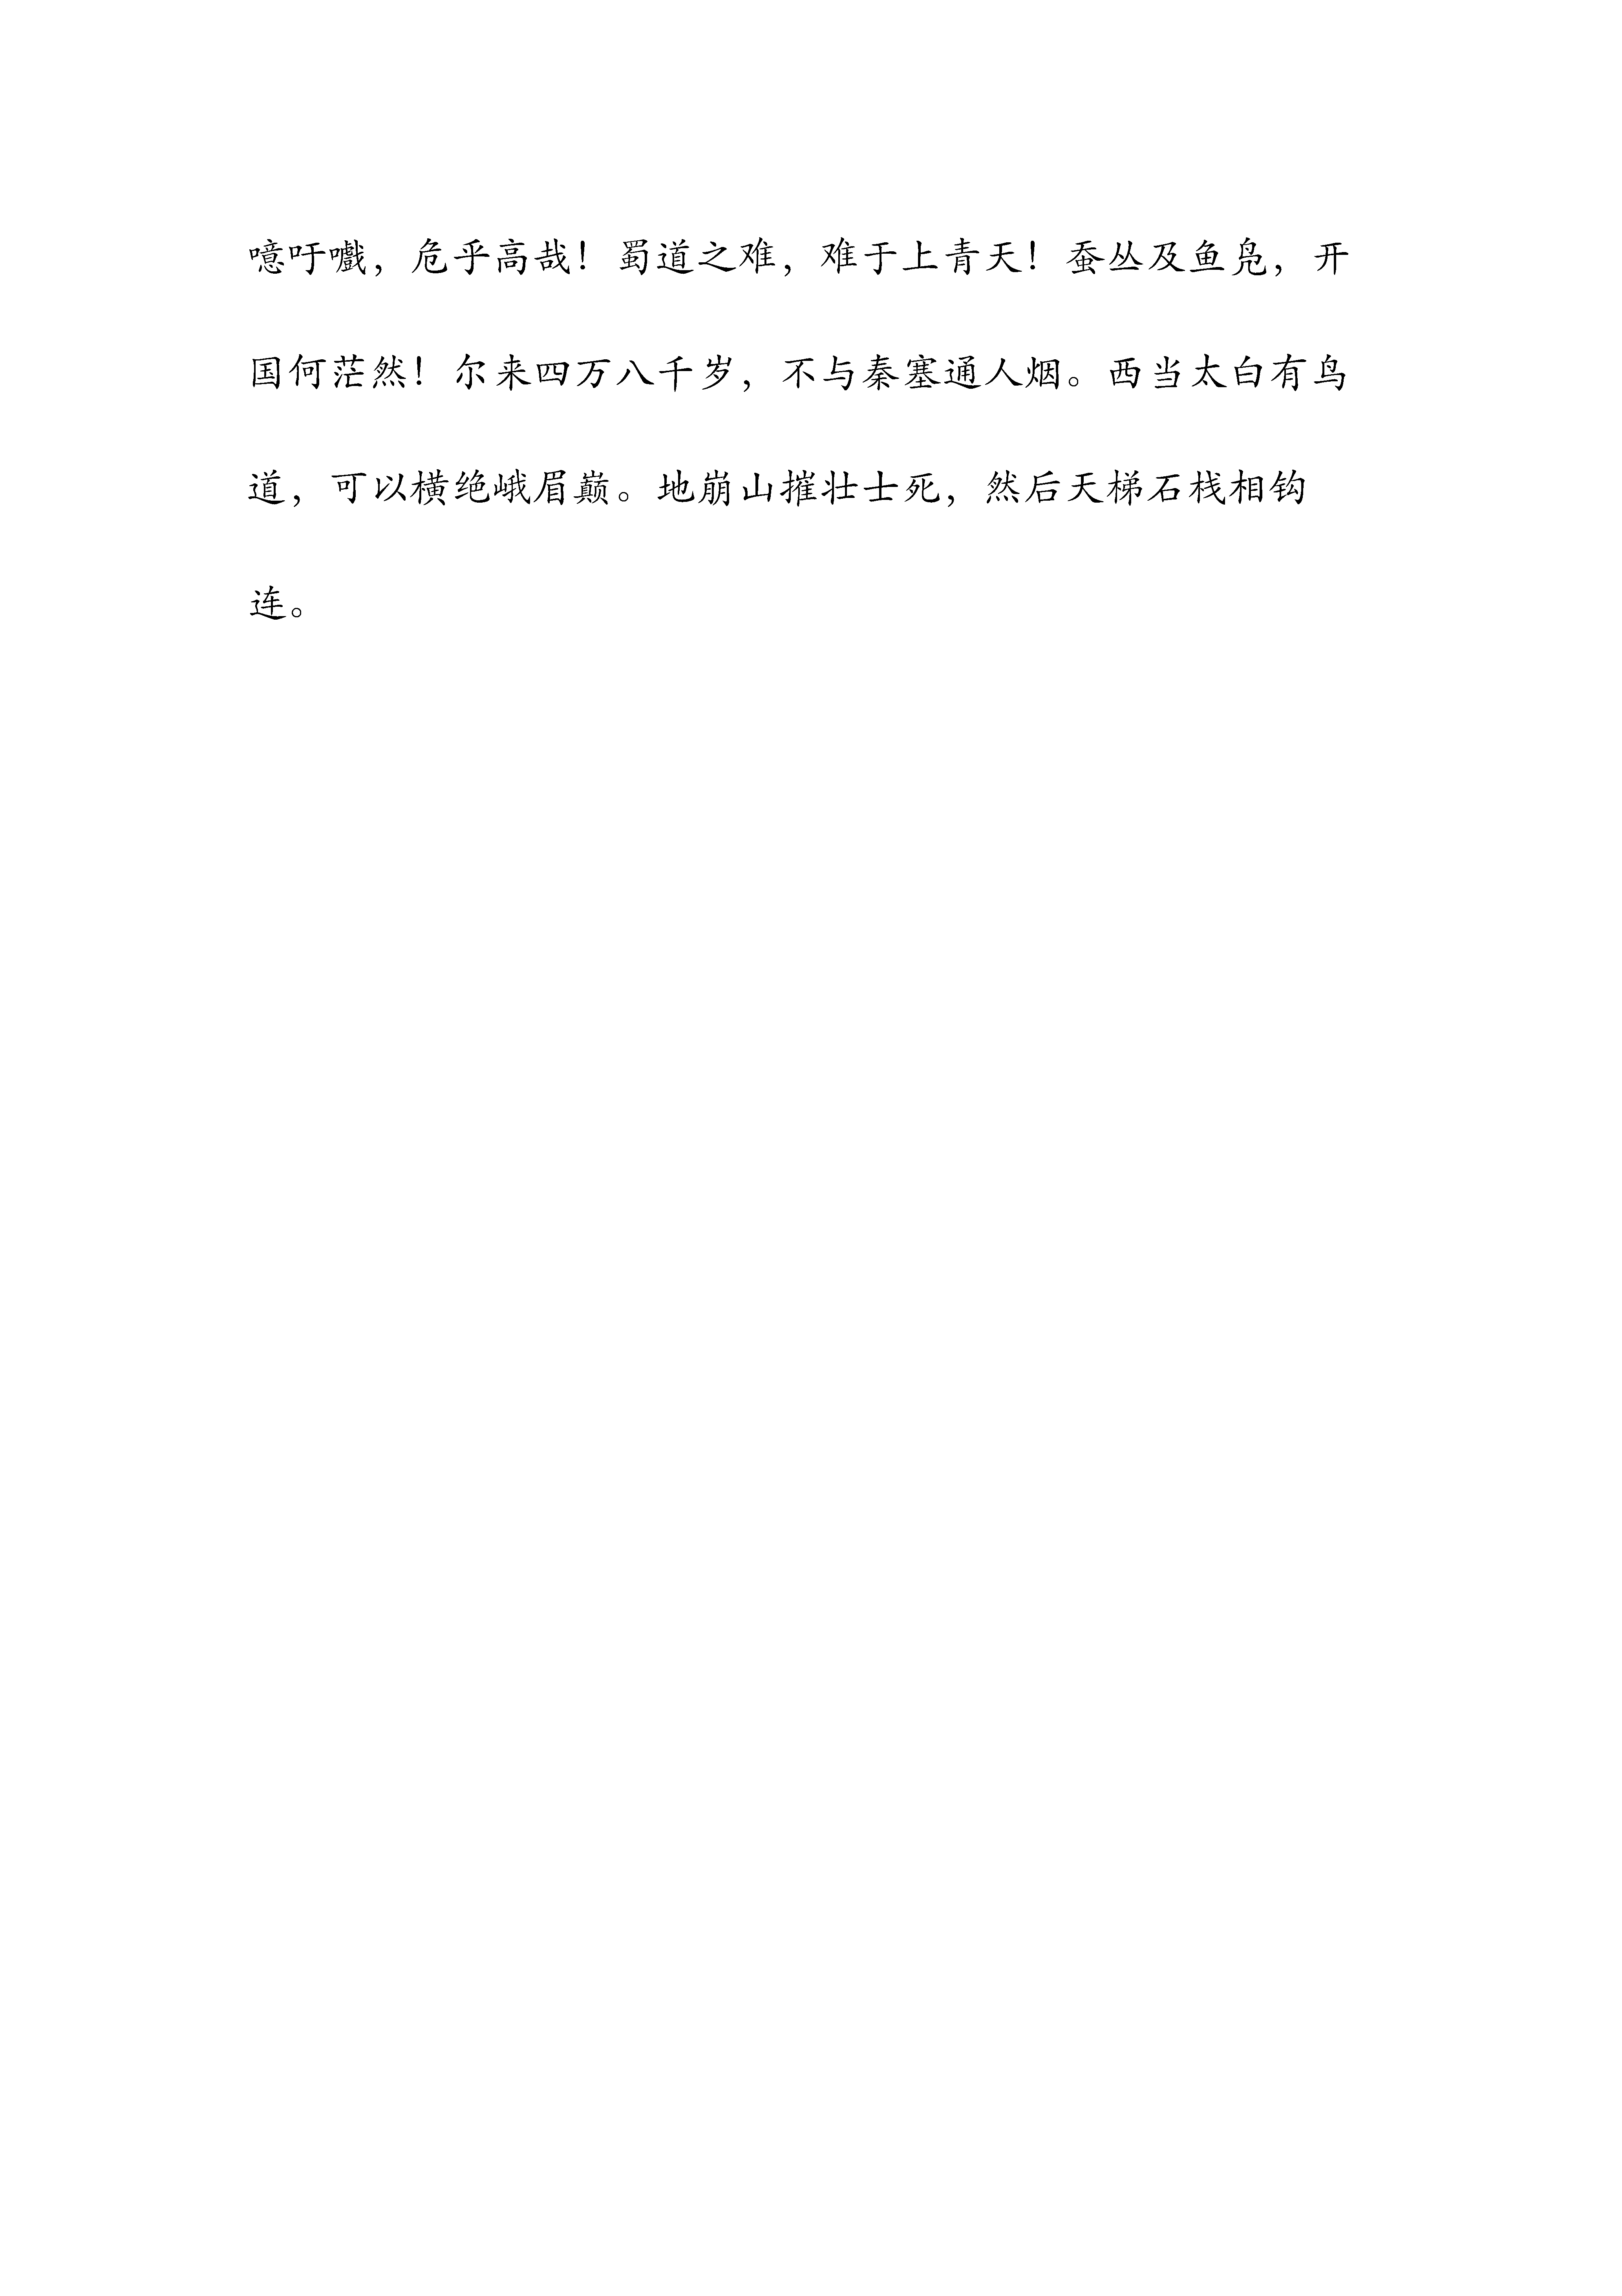 噫吁嚱，危乎高哉！蜀道之难，难于上青天！蚕丛及鱼凫，开
国何茫然！尔来四万八千岁，不与秦塞通人烟。西当太白有鸟
道，可以横绝峨眉巅。地崩山摧壮士死，然后天梯石栈相钩
连。